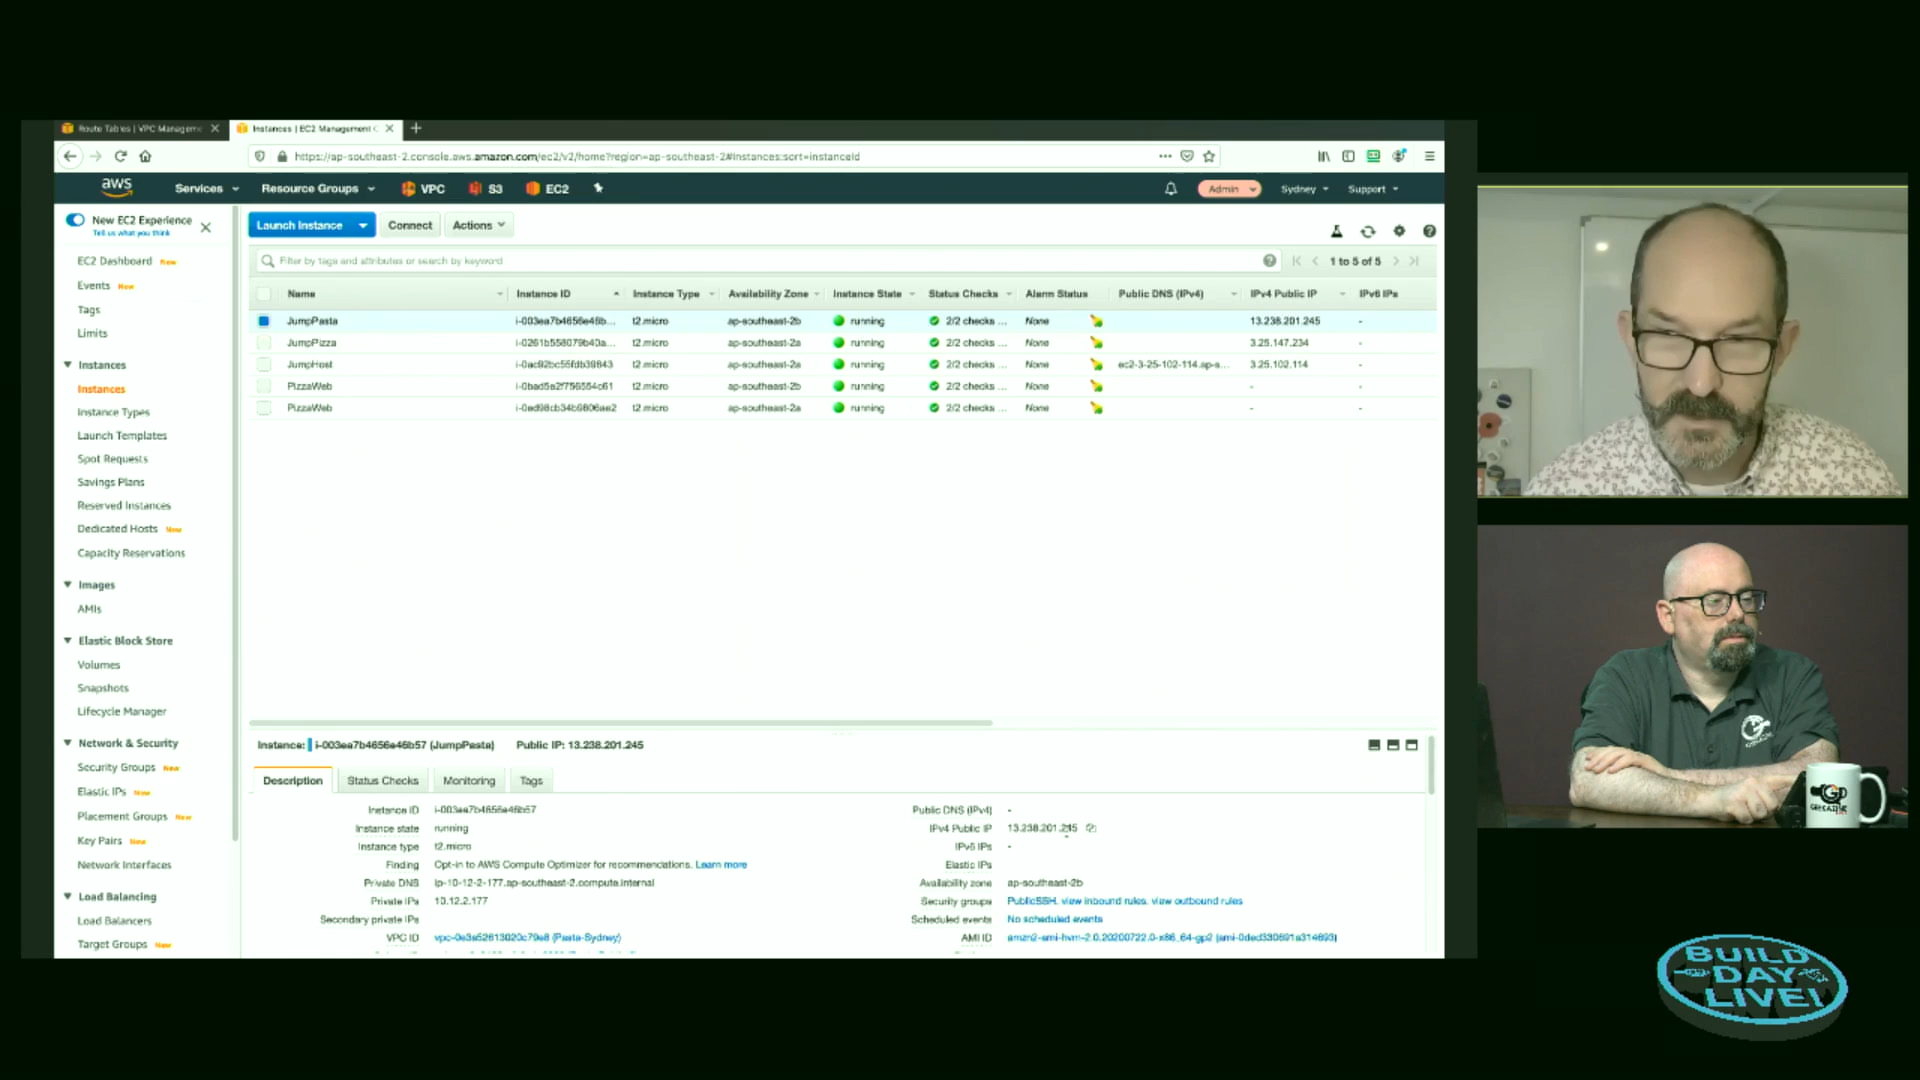 Route Tables | VPC Manageme
Instances | EC2 Management C
https://ap-southeast-2.console.aws.amazon.com/ec2/v2/home?region=ap-southeast-2#Instances:sort=instanceId
aws
Services
Resource Groups
VPC
S3
EC2
Admin
Sydney
Support
New EC2 Experience
Tell us what you think
Launch Instance
Connect
Actions
Filter by tags and attributes or search by keyword
1 to 5 of 5
Name Instance ID Instance Type Availability Zone Instance State Status Checks Alarm Status Public DNS (IPv4) IPv4 Public IP IPv6 IPs
JumpPasta i-003ea7b4656e46b... t2.micro ap-southeast-2b running 2/2 checks ... None 13.238.201.245 -
JumpPizza i-0261b558079b40a... t2.micro ap-southeast-2a running 2/2 checks ... None 3.25.147.234 -
JumpHost i-0ac92bc55fdb39843 t2.micro ap-southeast-2a running 2/2 checks ... None ec2-3-25-102-114.ap-s... 3.25.102.114 -
PizzaWeb t2.micro ap-southeast-2b running 2/2 checks ... None - -
PizzaWeb t2.micro ap-southeast-2a running 2/2 checks ... None - -
EC2 Dashboard New
Events New
Tags
Limits
Instances
Instances
Instance Types
Launch Templates
Spot Requests
Savings Plans
Reserved Instances
Dedicated Hosts New
Capacity Reservations
Images
AMIs
Elastic Block Store
Volumes
Snapshots
Lifecycle Manager
Network & Security
Security Groups New
Elastic IPs New
Placement Groups New
Key Pairs New
Network Interfaces
Load Balancing
Load Balancers
Target Groups New
Instance: i-003ea7b4656e46b57 (JumpPasta) Public IP: 13.238.201.245
Description
Status Checks
Monitoring
Tags
Instance ID i-003ea7b4656e46b57
Instance state running
Instance type t2.micro
Finding Opt-in to AWS Compute Optimizer for recommendations. Learn more
Private DNS ip-10-12-2-177.ap-southeast-2.compute.internal
Private IPs 10.12.2.177
Secondary private IPs
VPC ID vpc-0e3a52613020c79e8 (Pasta-Sydney)
Public DNS (IPv4) -
IPv4 Public IP 13.238.201.245
IPv6 IPs -
Elastic IPs
Availability zone ap-southeast-2b
Security groups PublicSSH. view inbound rules. view outbound rules
Scheduled events No scheduled events
AMI ID
BUILD
DAY
LIVE!